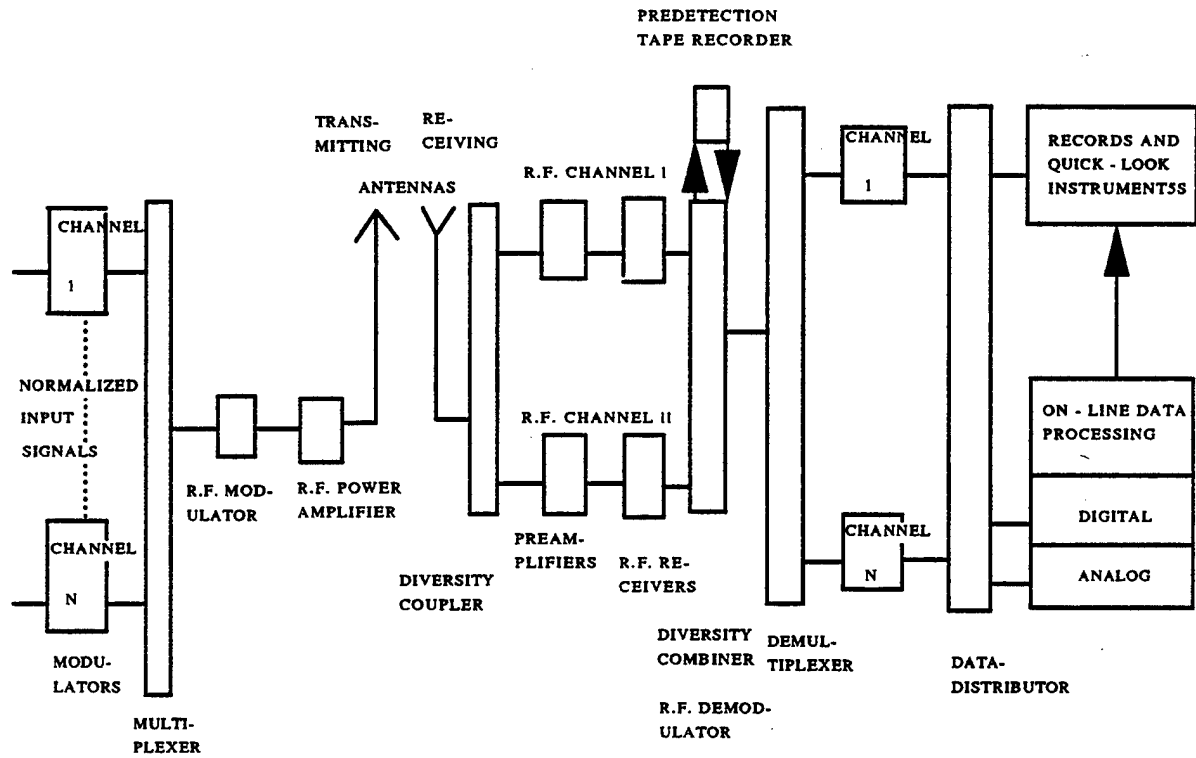 PREDETECTION
TAPE RECORDER
TRANS-
MITTING
RE-
CEIVING
ANTENNAS
R.F. CHANNEL I
CHANNEL
1
RECORDS AND
QUICK - LOOK
INSTRUMENT5S
CHANNEL
1
NORMALIZED
INPUT
SIGNALS
R.F. CHANNEL II
ON - LINE DATA
PROCESSING
R.F. MOD-
ULATOR
R.F. POWER
AMPLIFIER
DIGITAL
CHANNEL
N
PREAM-
PLIFIERS
R.F. RE-
CEIVERS
CHANNEL
N
ANALOG
DIVERSITY
COUPLER
MODU-
LATORS
DIVERSITY
COMBINER
DEMUL-
TIPLEXER
DATA-
DISTRIBUTOR
R.F. DEMOD-
ULATOR
MULTI-
PLEXER